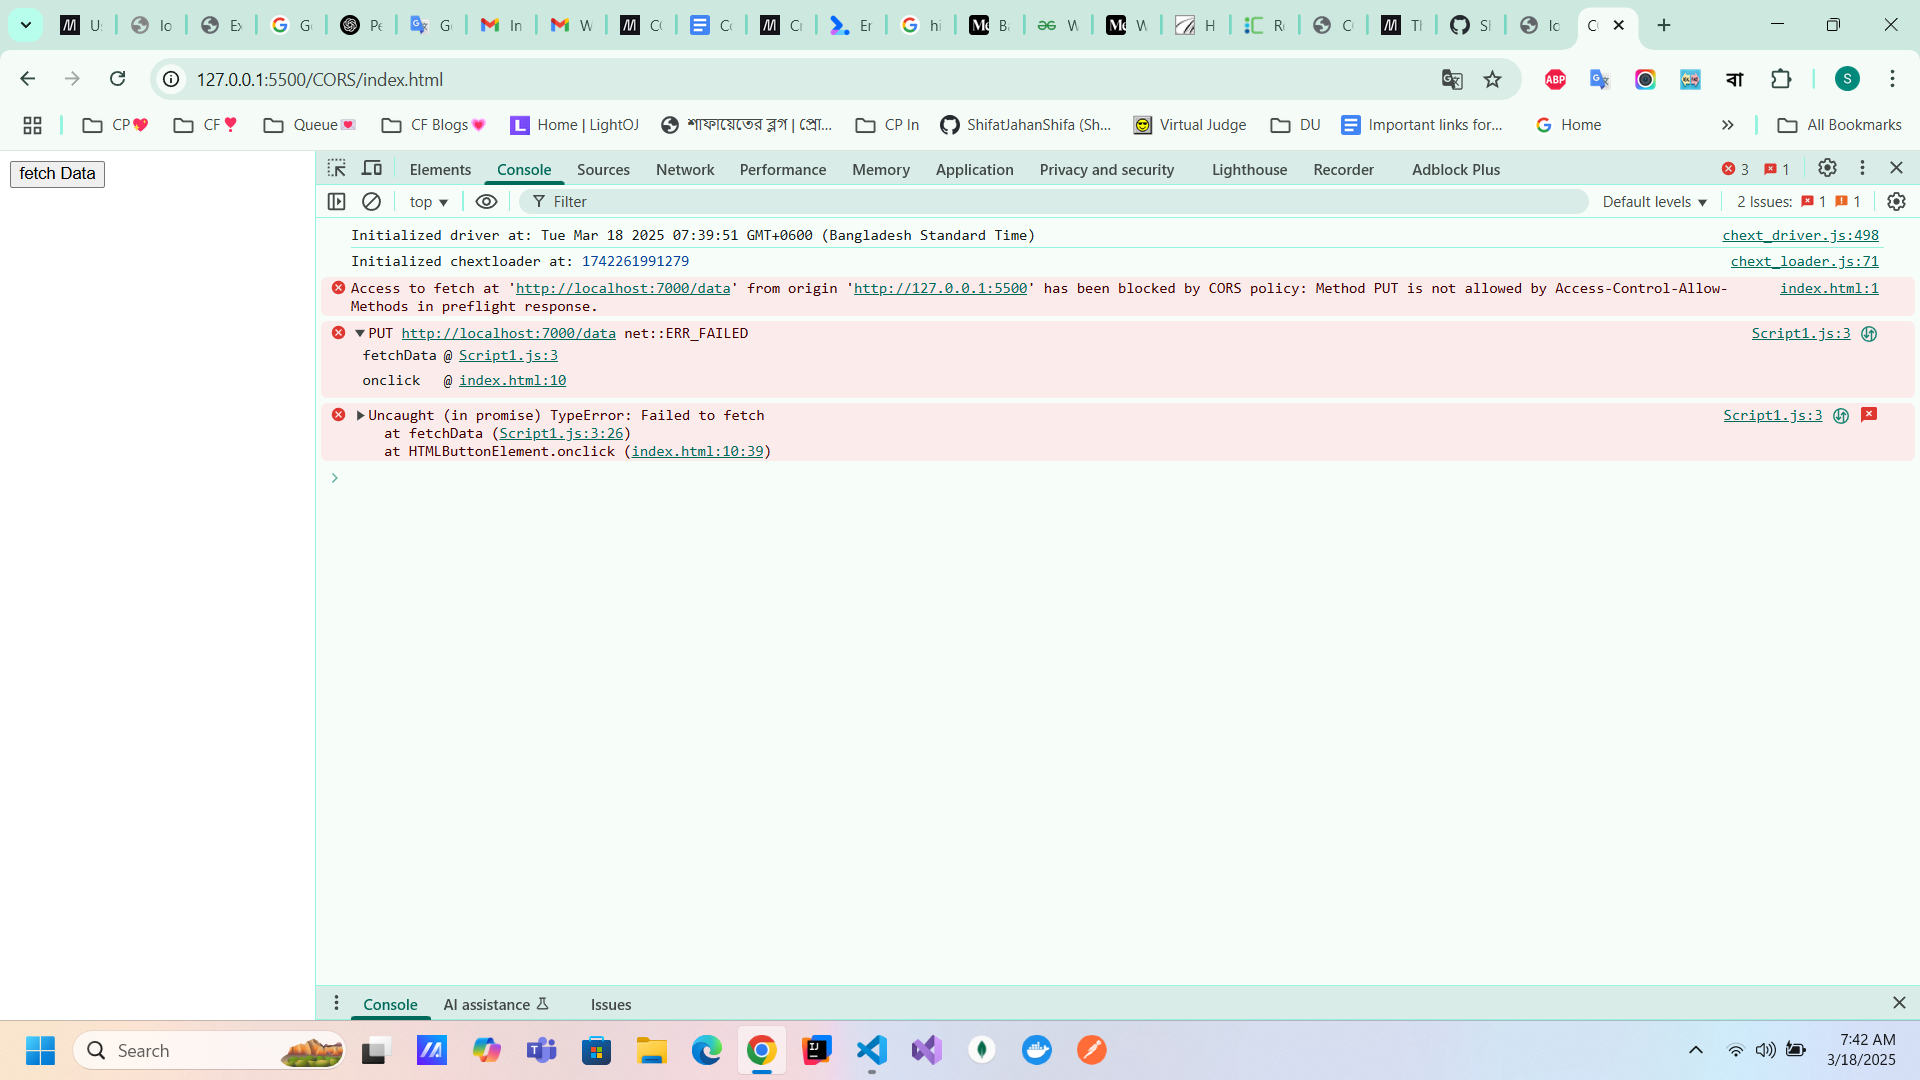 U
Io
Ex
G
Pe
G
In
W
CO
Co
Cr
Er
hi
Ba
W
W
H
R
C
Tl
Sl
Io
C
127.0.0.1:5500/CORS/index.html
ABP
বা
S
CP
CF
Queue
CF Blogs
Home | LightOJ
শাফায়েতের ব্লগ | প্রো...
CP In
ShifatJahanShifa (Sh...
Virtual Judge
DU
Important links for...
Home
All Bookmarks
fetch Data
Elements
Console
Sources
Network
Performance
Memory
Application
Privacy and security
Lighthouse
Recorder
Adblock Plus
3
1
top
Filter
Default levels
2 Issues: 1 1
Initialized driver at: Tue Mar 18 2025 07:39:51 GMT+0600 (Bangladesh Standard Time)
chext_driver.js:498
Initialized chextloader at: 1742261991279
chext_loader.js:71
Access to fetch at 'http://localhost:7000/data' from origin 'http://127.0.0.1:5500' has been blocked by CORS policy: Method PUT is not allowed by Access-Control-Allow-
index.html:1
Methods in preflight response.
PUT http://localhost:7000/data net::ERR_FAILED
Script1.js:3
fetchData @ Script1.js:3
onclick @ index.html:10
Uncaught (in promise) TypeError: Failed to fetch
Script1.js:3
at fetchData (Script1.js:3:26)
at HTMLButtonElement.onclick (index.html:10:39)
Console
AI assistance
Issues
Search
7:42 AM
3/18/2025